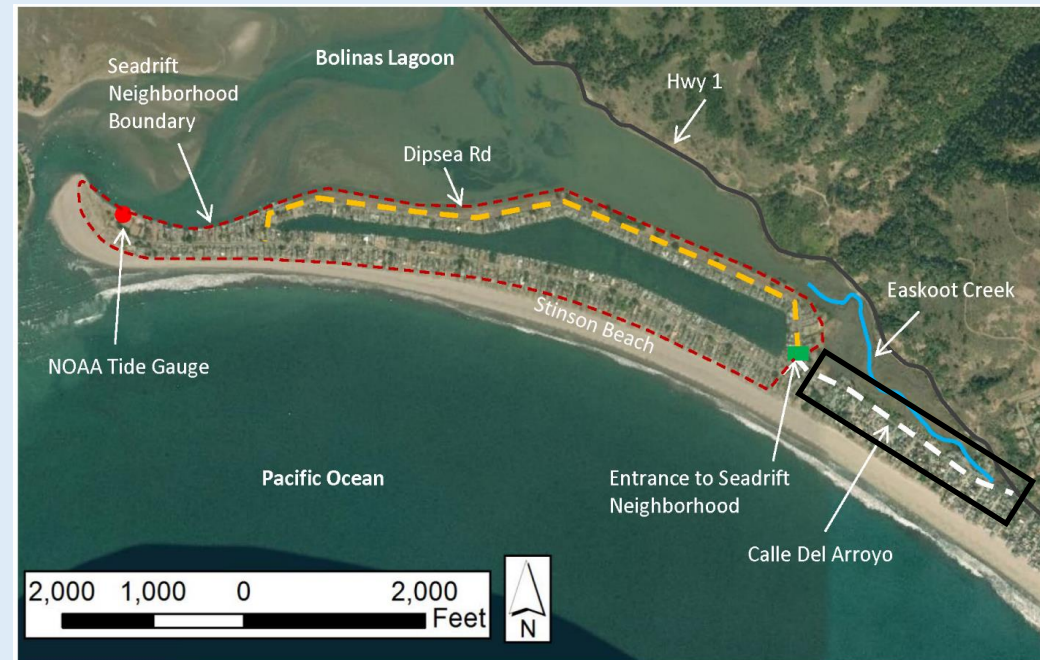 Bolinas Lagoon
Seadrift
Neighborhood
Boundary
Hwy 1
Dipsea Rd
Easkoot Creek
Stinson Beach
NOAA Tide Gauge
Pacific Ocean
Entrance to Seadrift
Neighborhood
Calle Del Arroyo
2,000 1,000 0 2,000
Feet
N